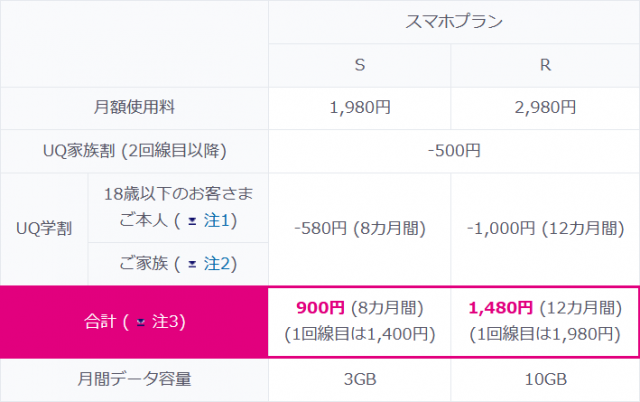 スマホプラン
S R
月額使用料 1,980円 2,980円
UQ家族割 (2回線目以降) -500円
UQ学割
18歳以下のお客さま
ご本人 ( 注1)
ご家族 ( 注2)
-580円 (8カ月間) -1,000円 (12カ月間)
合計 ( 注3)
900円 (8カ月間) 1,480円 (12カ月間)
(1回線目は1,400円) (1回線目は1,980円)
月間データ容量 3GB 10GB